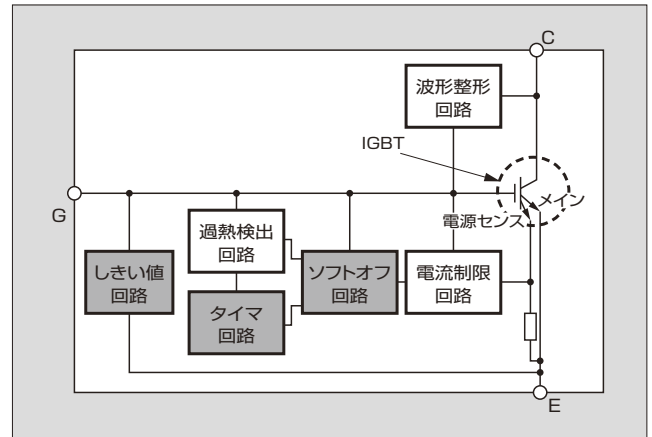 C
波形整形
回路
IGBT
G
メイン
電源センス
過熱検出
回路
しきい値
回路
ソフトオフ
回路
電流制限
回路
タイマ
回路
E